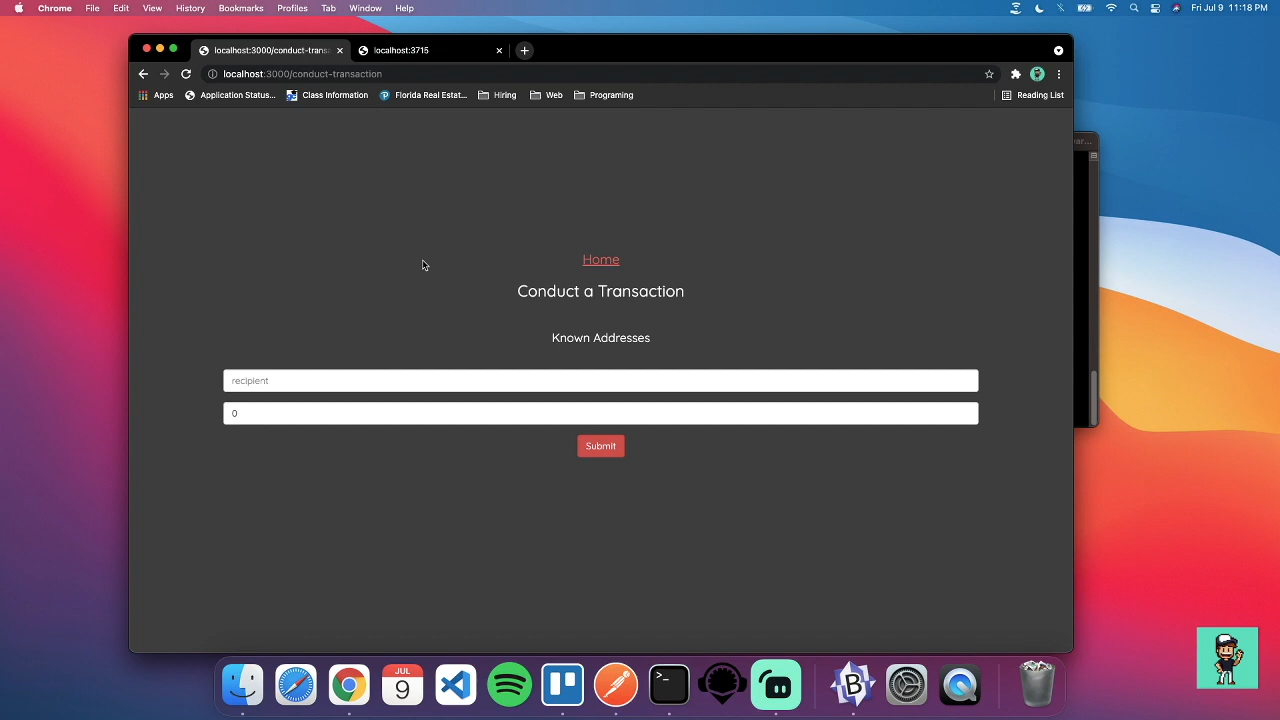 Chrome File Edit View History Bookmarks Profiles Tab Window Help
Fri Jul 9 11:18 PM
localhost:3000/conduct-transa
localhost:3715
localhost:3000/conduct-transaction
Apps Application Status... Class Information Florida Real Estat... Hiring Web Programing Reading List
Home
Conduct a Transaction
Known Addresses
recipient
0
Submit
JUL
9
>_
B